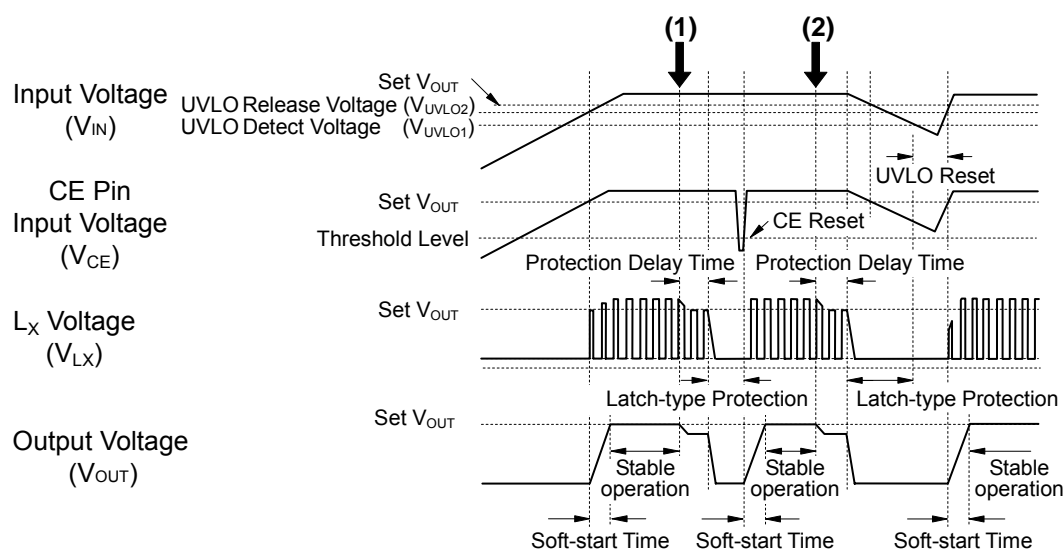 (1)
(2)
Input Voltage
(VIN)
Set VOUT
UVLO Release Voltage (VUVLO2)
UVLO Detect Voltage (VUVLO1)
UVLO Reset
CE Pin
Input Voltage
(VCE)
Set VOUT
Threshold Level
CE Reset
Protection Delay Time
Protection Delay Time
LX Voltage
(VLX)
Set VOUT
Latch-type Protection
Latch-type Protection
Output Voltage
(VOUT)
Set VOUT
Stable
operation
Stable
operation
Stable
operation
Soft-start Time
Soft-start Time
Soft-start Time